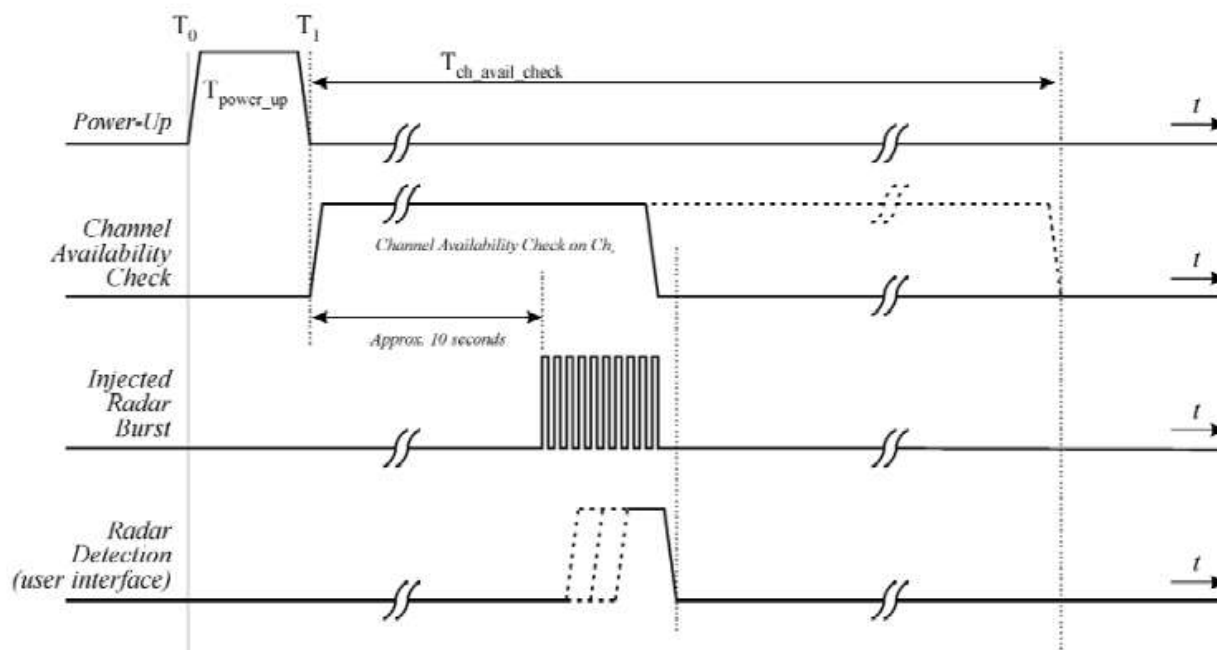 T0 T1
Tch_avail_check
Tpower_up
Power-Up
t
Channel
Availability
Check
Channel Availability Check on Chr
t
Approx. 10 seconds
Injected
Radar
Burst
t
Radar
Detection
(user interface)
t